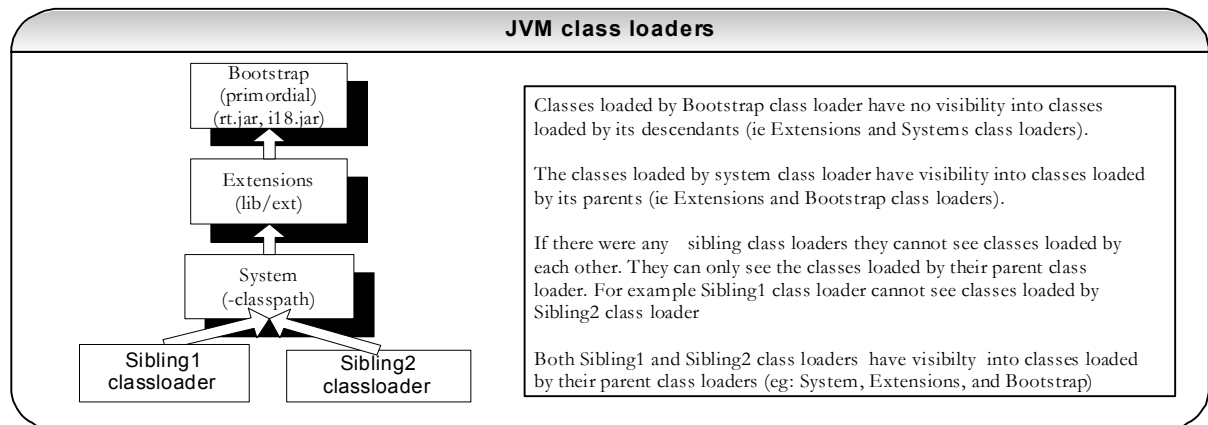 JVM class loaders
Bootstrap
(primordial)
(rt.jar, i18.jar)
Extensions
(lib/ext)
System
(-classpath)
Sibling1
classloader
Sibling2
classloader
Classes loaded by Bootstrap class loader have no visibility into classes
loaded by its descendants (ie Extensions and Systems class loaders).
The classes loaded by system class loader have visibility into classes loaded
by its parents (ie Extensions and Bootstrap class loaders).
If there were any sibling class loaders they cannot see classes loaded by
each other. They can only see the classes loaded by their parent class
loader. For example Sibling1 class loader cannot see classes loaded by
Sibling2 class loader
Both Sibling1 and Sibling2 class loaders have visibilty into classes loaded
by their parent class loaders (eg: System, Extensions, and Bootstrap)